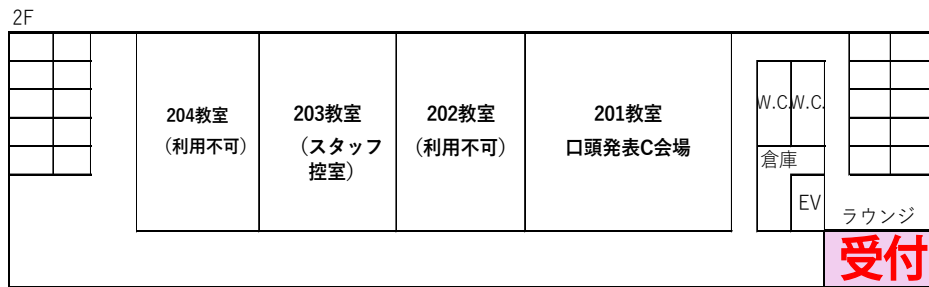 2F
204教室
（利用不可）
203教室
（スタッフ
控室）
202教室
（利用不可）
201教室
口頭発表C会場
W.C.
W.C.
倉庫
EV
ラウンジ
受付